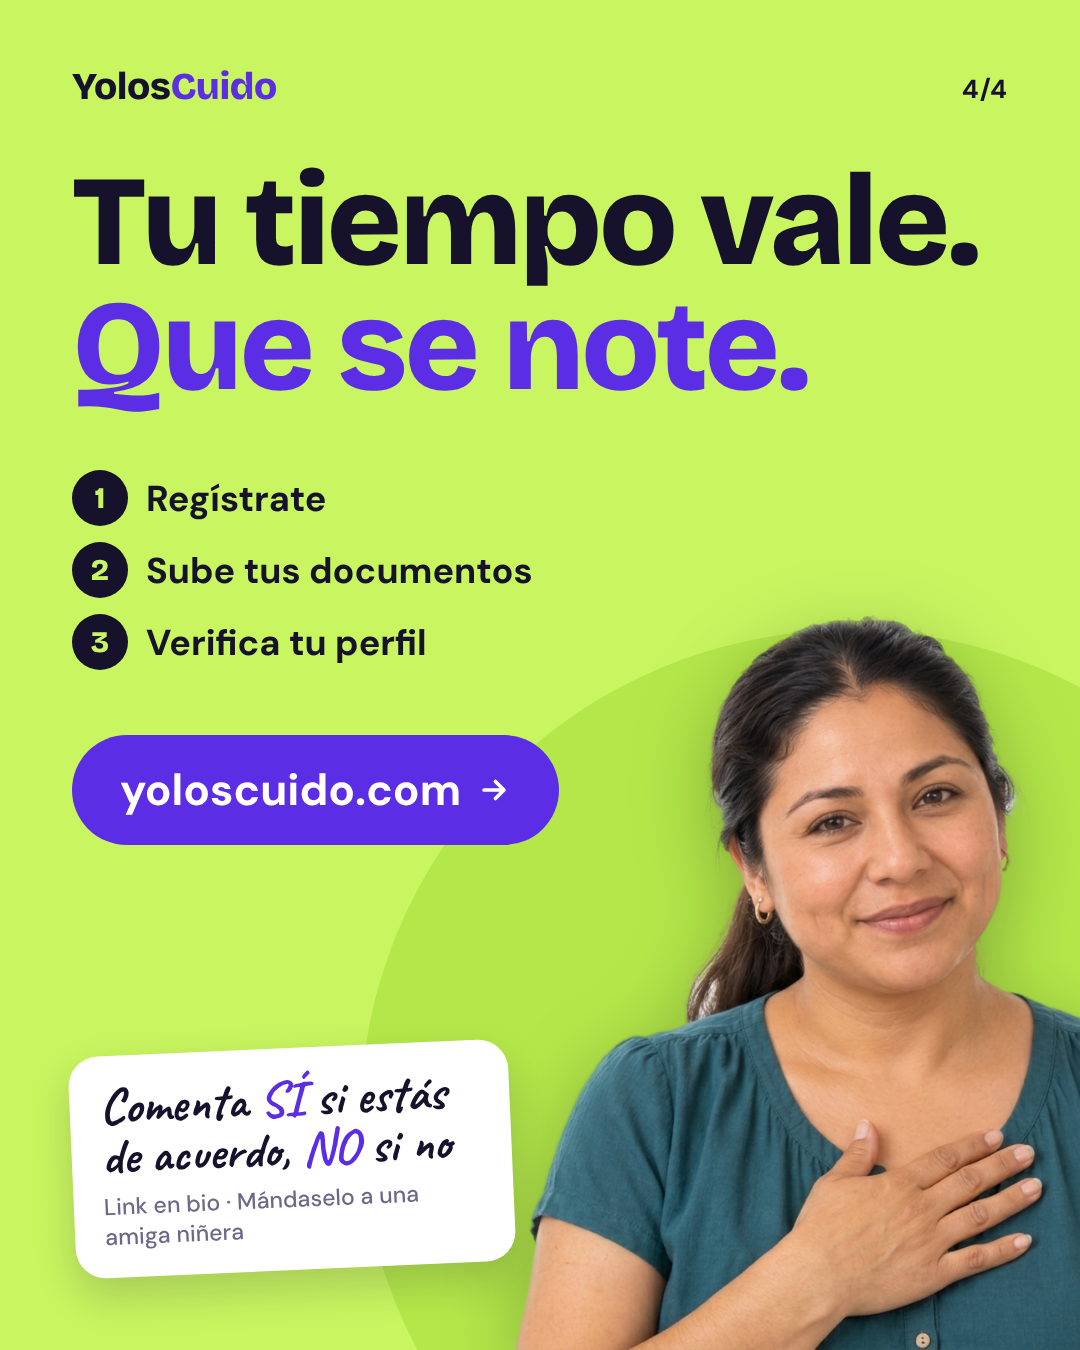 YolosCuido
4/4
Tu tiempo vale.
Que se note.
1 Regístrate
2 Sube tus documentos
3 Verifica tu perfil
yoloscuido.com →
Comenta SÍ si estás
de acuerdo, NO si no
Link en bio · Mándaselo a una
amiga niñera